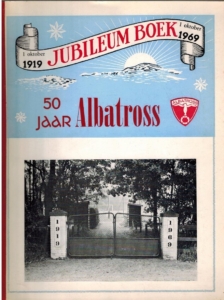 1 oktober 1919
JUBILEUM BOEK
1 oktober 1969
50 JAAR Albatross
1919
1969